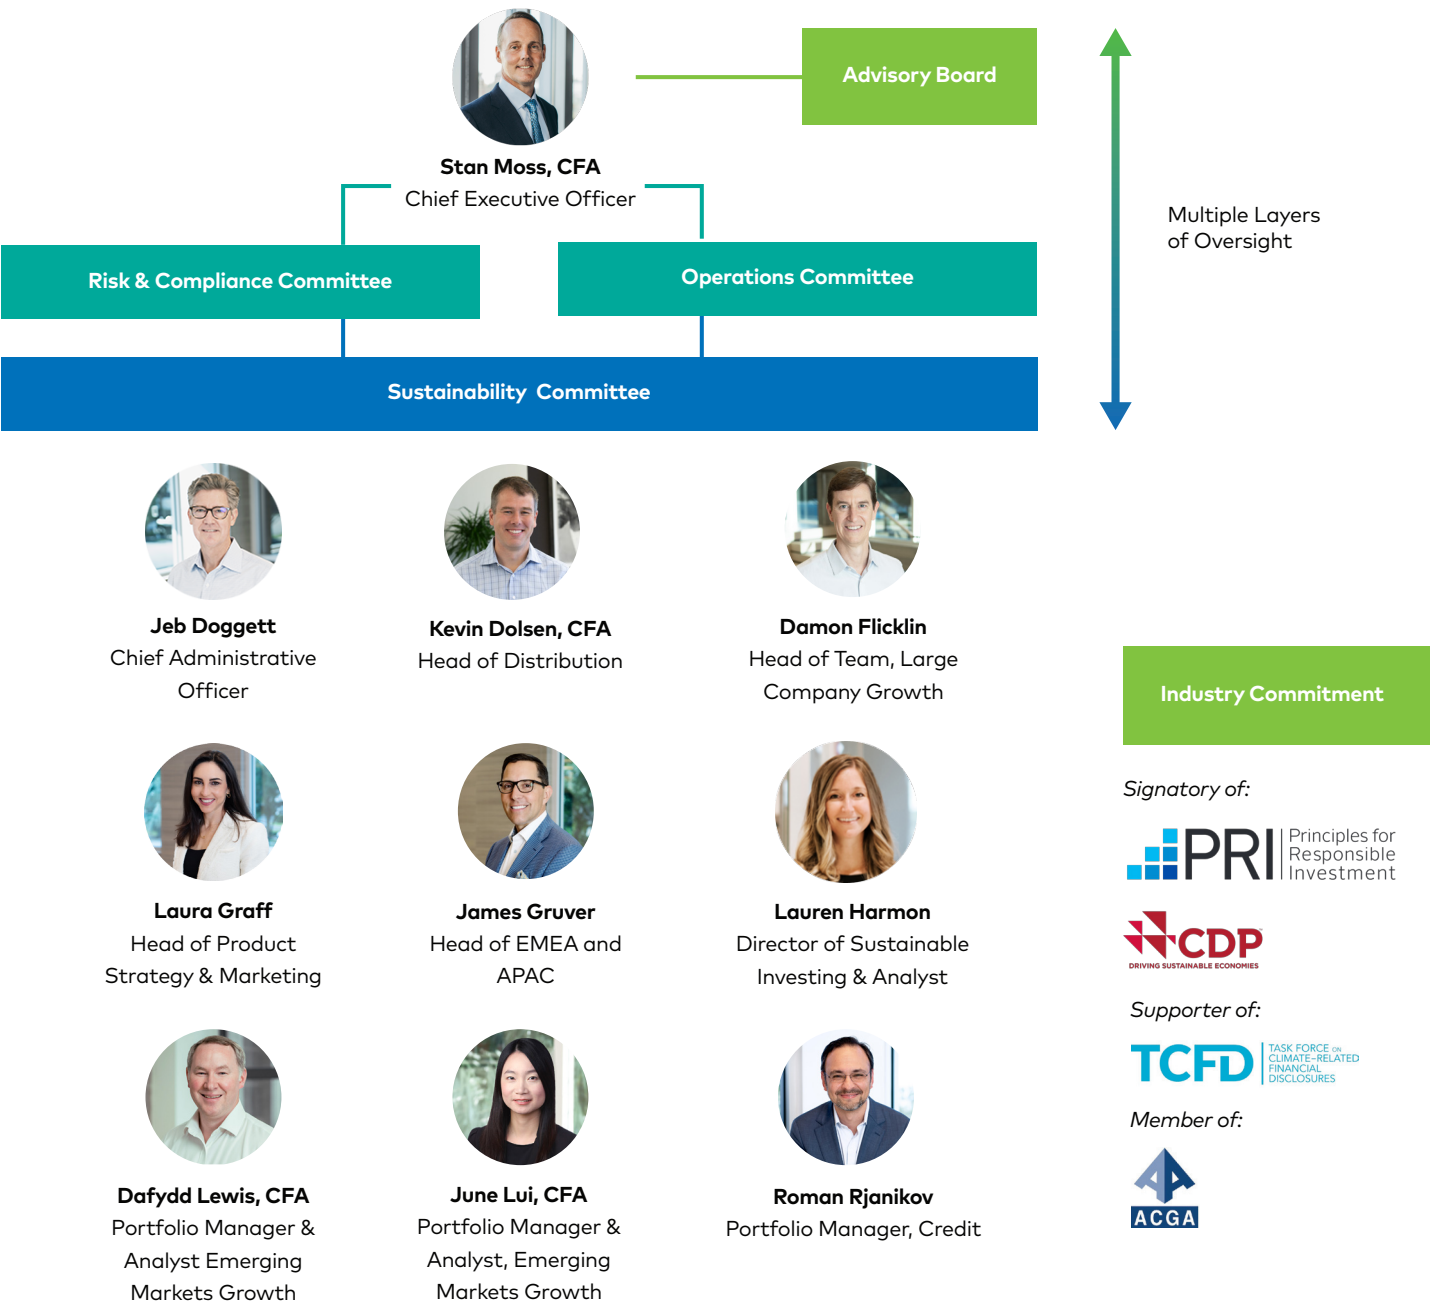 Advisory Board
Stan Moss, CFA
Chief Executive Officer
Multiple Layers
of Oversight
Risk & Compliance Committee
Operations Committee
Sustainability Committee
Jeb Doggett
Chief Administrative
Officer
Kevin Dolsen, CFA
Head of Distribution
Damon Flicklin
Head of Team, Large
Company Growth
Laura Graff
Head of Product
Strategy & Marketing
James Gruver
Head of EMEA and
APAC
Lauren Harmon
Director of Sustainable
Investing & Analyst
Dafydd Lewis, CFA
Portfolio Manager &
Analyst Emerging
Markets Growth
June Lui, CFA
Portfolio Manager &
Analyst, Emerging
Markets Growth
Roman Rjanikov
Portfolio Manager, Credit
Industry Commitment
Signatory of:
PRI
Principles for
Responsible
Investment
CDP
DRIVING SUSTAINABLE ECONOMIES
Supporter of:
TCFD
TASK FORCE ON
CLIMATE-RELATED
FINANCIAL
DISCLOSURES
Member of:
ACGA